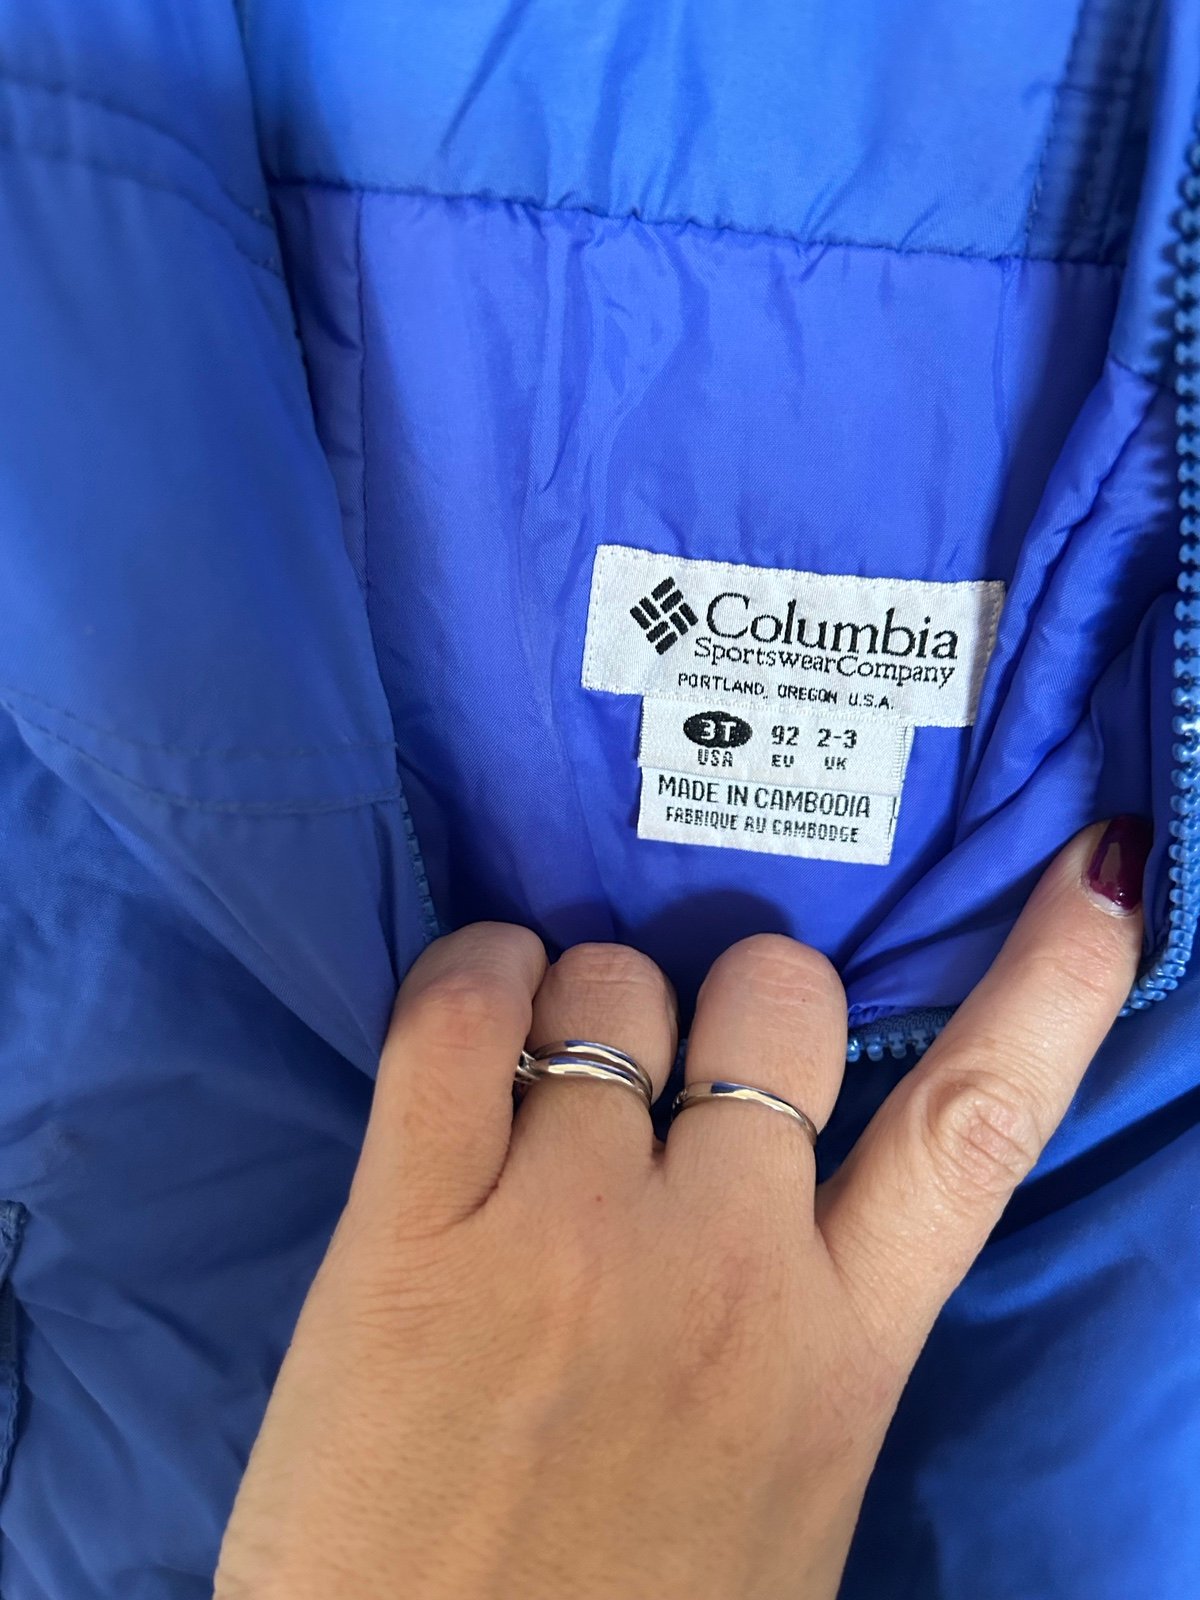 Columbia
SportswearCompany
PORTLAND, OREGON U.S.A.
3T 92 2-3
USA EU UK
MADE IN CAMBODIA
FABRIQUE AU CAMBODGE